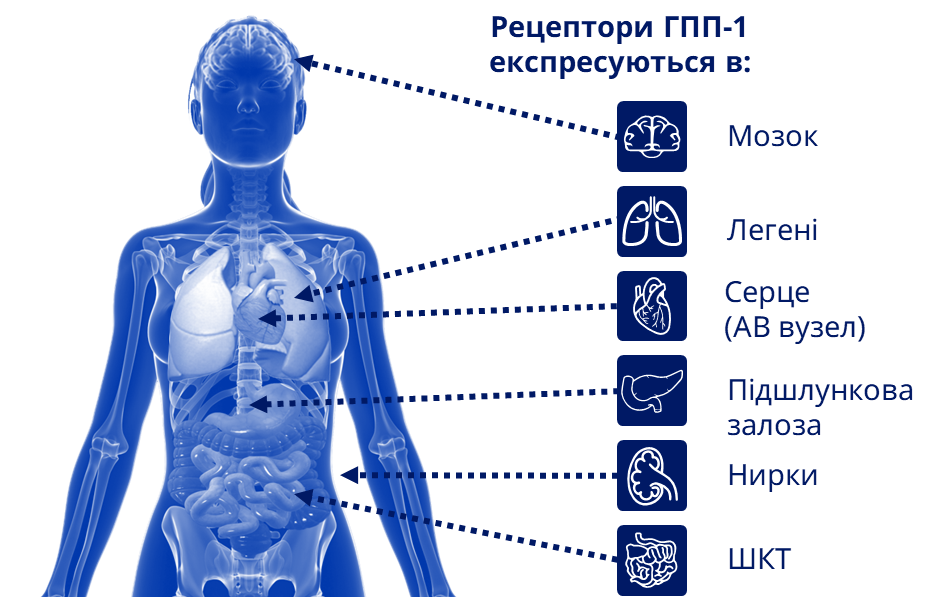 Рецептори ГПП-1
експресуються в:
Мозок
Легені
Серце
(АВ вузел)
Підшлункова
залоза
Нирки
ШКТ